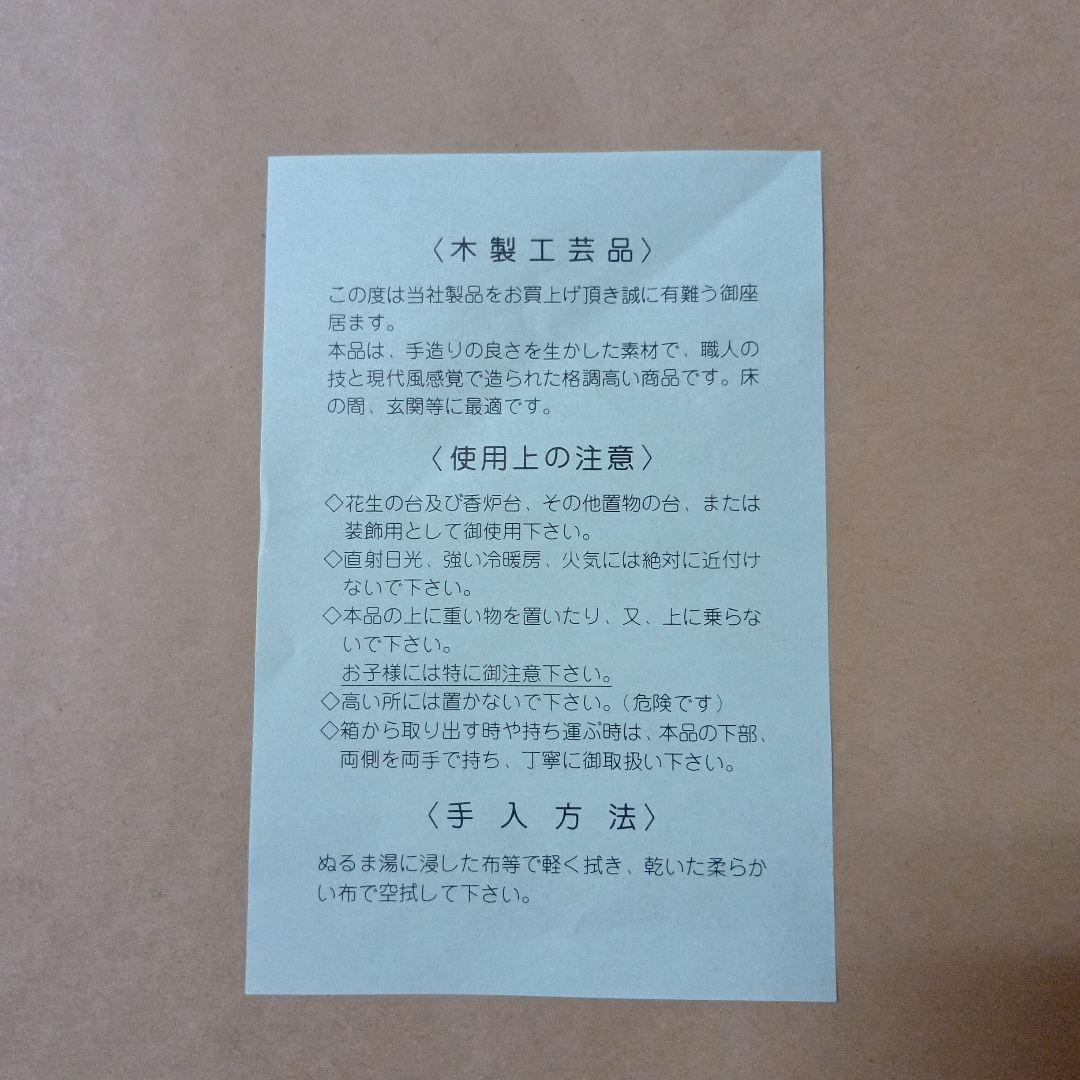 〈木製工芸品〉
この度は当社製品をお買上げ頂き誠に有難う御座
居ます。
本品は、手造りの良さを生かした素材で、職人の
技と現代風感覚で造られた格調高い商品です。床
の間、玄関等に最適です。
〈使用上の注意〉
◇花生の台及び香炉台、その他置物の台、または
装飾用として御使用下さい。
◇直射日光、強い冷暖房、火気には絶対に近付け
ないで下さい。
◇本品の上に重い物を置いたり、又、上に乗らな
いで下さい。
お子様には特に御注意下さい。
◇高い所には置かないで下さい。（危険です）
◇箱から取り出す時や持ち運ぶ時は、本品の下部、
両側を両手で持ち、丁寧に御取扱い下さい。
〈手入方法〉
ぬるま湯に浸した布等で軽く拭き、乾いた柔らか
い布で空拭して下さい。